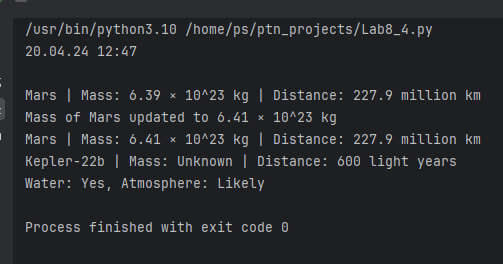 /usr/bin/python3.10 /home/ps/ptn_projects/Lab8_4.py
20.04.24 12:47
Mars | Mass: 6.39 × 10^23 kg | Distance: 227.9 million km
Mass of Mars updated to 6.41 × 10^23 kg
Mars | Mass: 6.41 × 10^23 kg | Distance: 227.9 million km
Kepler-22b | Mass: Unknown | Distance: 600 light years
Water: Yes, Atmosphere: Likely
Process finished with exit code 0